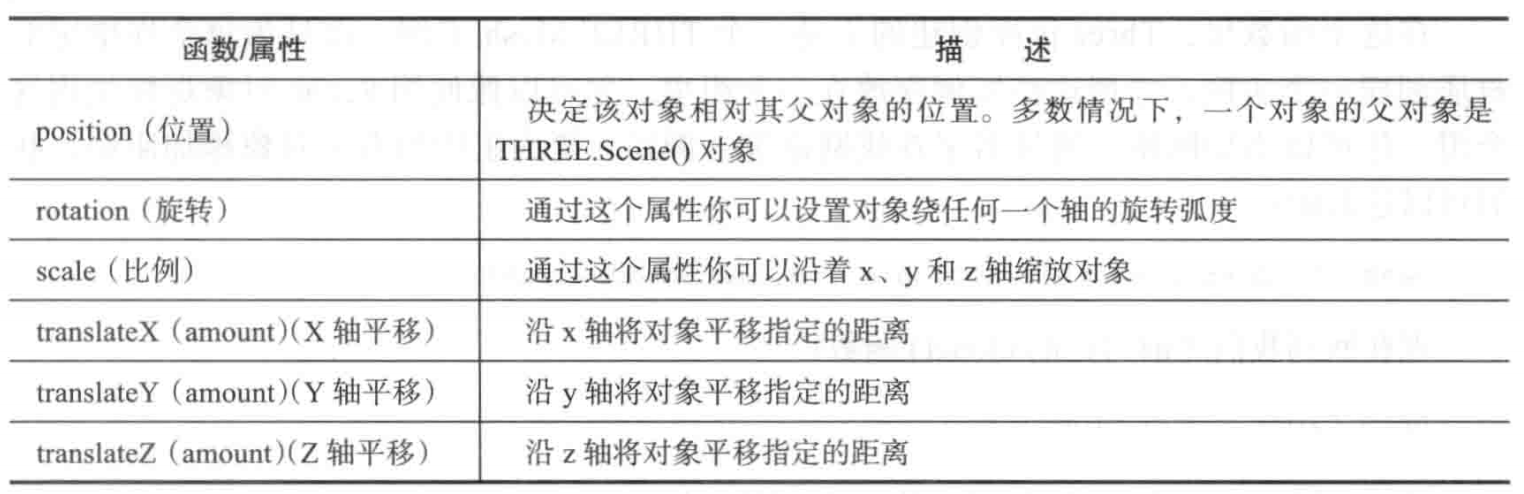 函数/属性 描 述
position（位置） 决定该对象相对其父对象的位置。多数情况下，一个对象的父对象是
THREE.Scene() 对象
rotation（旋转） 通过这个属性你可以设置对象绕任何一个轴的旋转弧度
scale（比例） 通过这个属性你可以沿着 x、y 和 z 轴缩放对象
translateX（amount)(X 轴平移） 沿 x 轴将对象平移指定的距离
translateY（amount)(Y 轴平移） 沿 y 轴将对象平移指定的距离
translateZ（amount)(Z 轴平移） 沿 z 轴将对象平移指定的距离